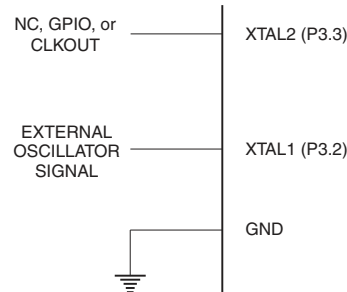 NC, GPIO, or
CLKOUT
XTAL2 (P3.3)
EXTERNAL
OSCILLATOR
SIGNAL
XTAL1 (P3.2)
GND